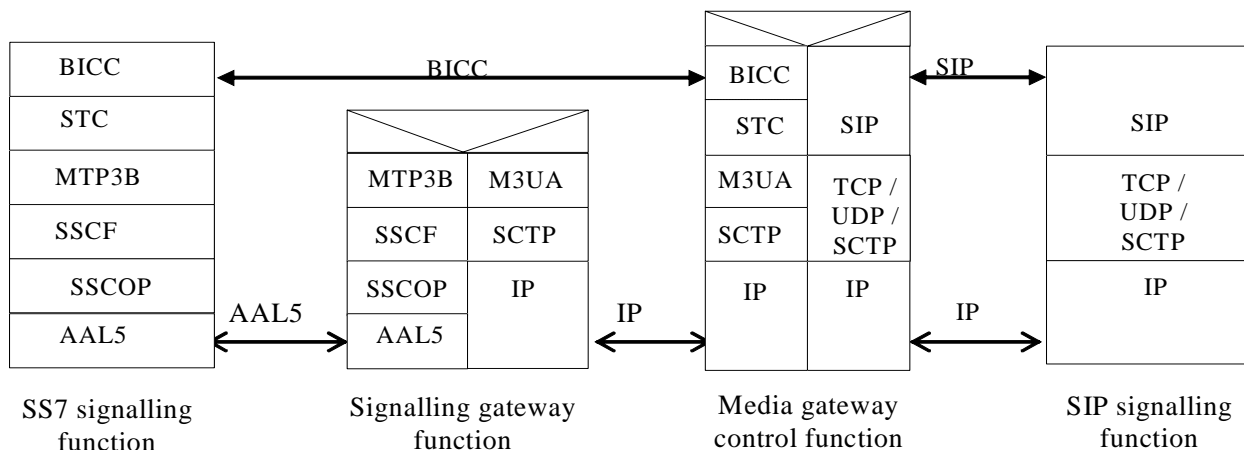 BICC
STC
MTP3B
SSCF
SSCOP
AAL5
SS7 signalling
function
BICC
AAL5
MTP3B
SSCF
SSCOP
AAL5
M3UA
SCTP
IP
Signalling gateway
function
IP
BICC
STC
M3UA
SCTP
IP
SIP
TCP /
UDP /
SCTP
IP
Media gateway
control function
SIP
IP
SIP
TCP /
UDP /
SCTP
IP
SIP signalling
function